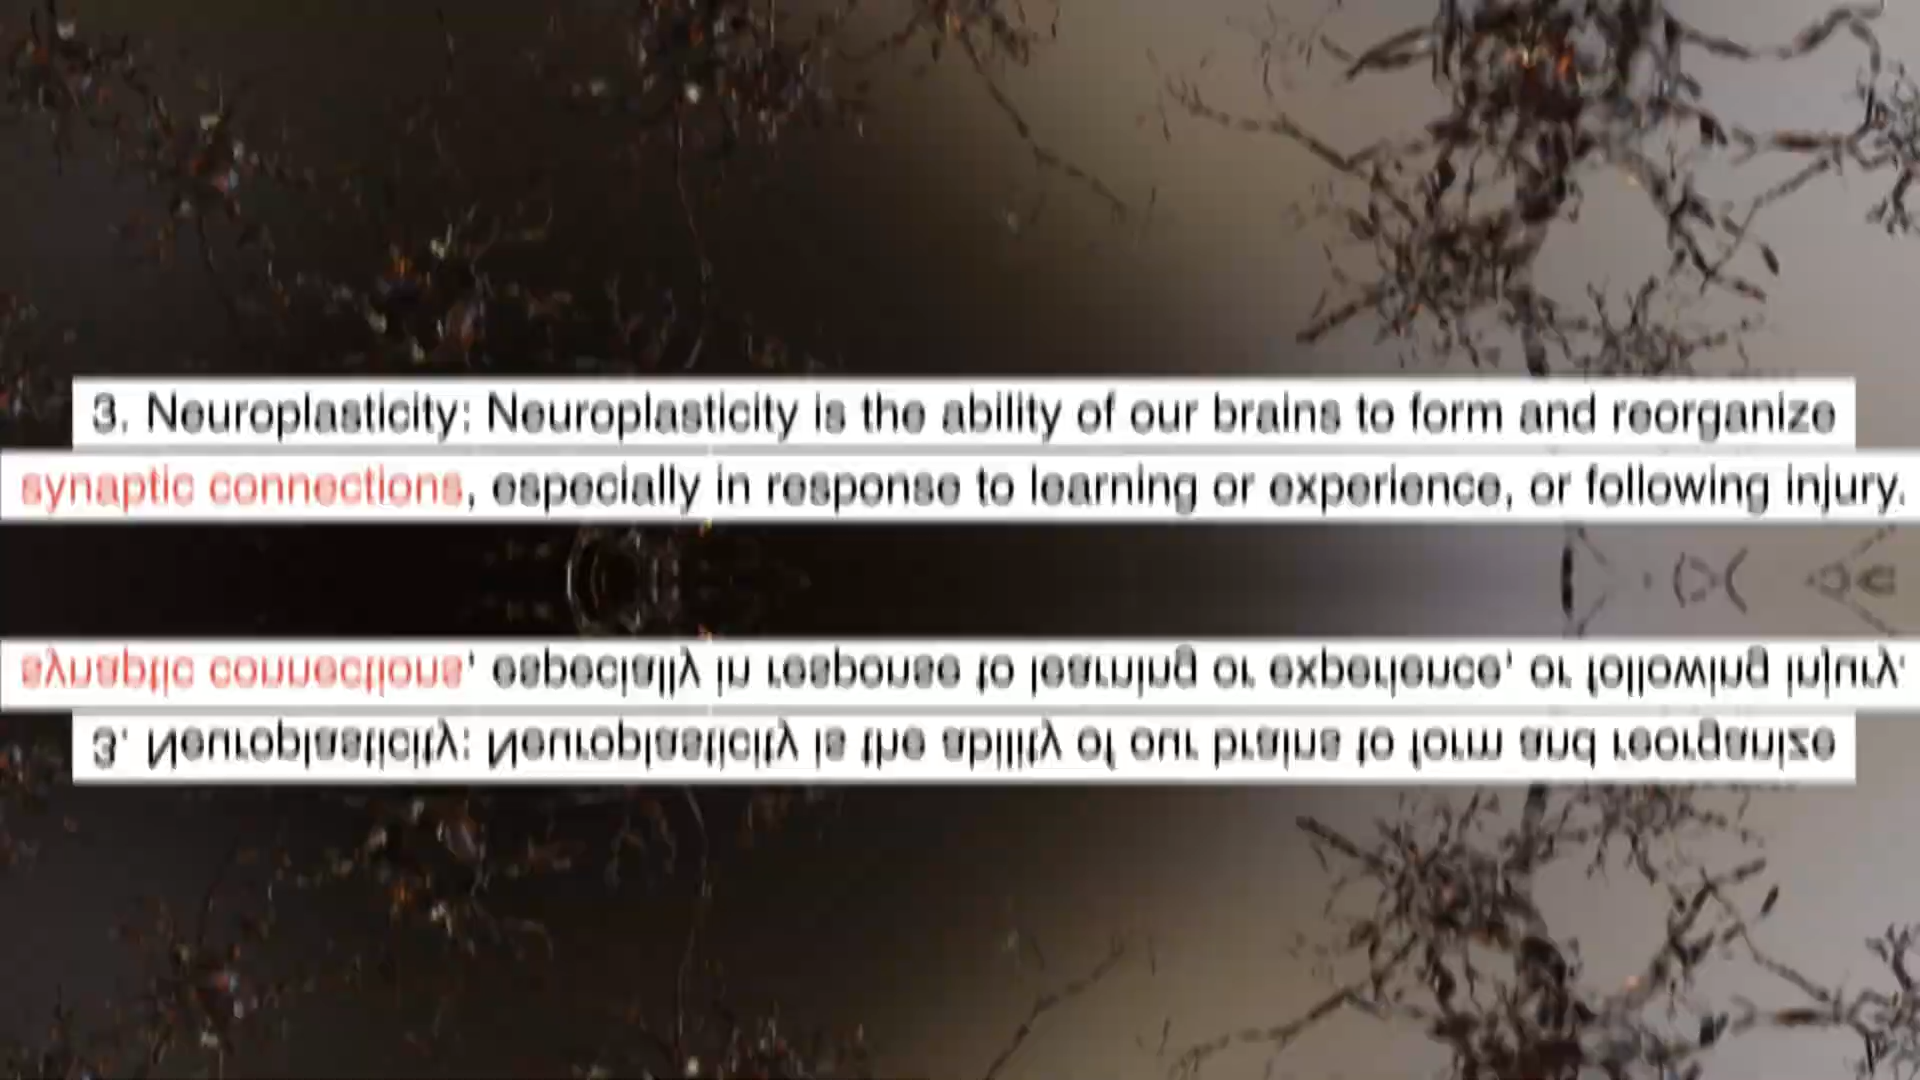 3. Neuroplasticity: Neuroplasticity is the ability of our brains to form and reorganize
synaptic connections, especially in response to learning or experience, or following injury.
synaptic connections, especially in response to learning or experience, or following injury.
3. Neuroplasticity: Neuroplasticity is the ability of our brains to form and reorganize